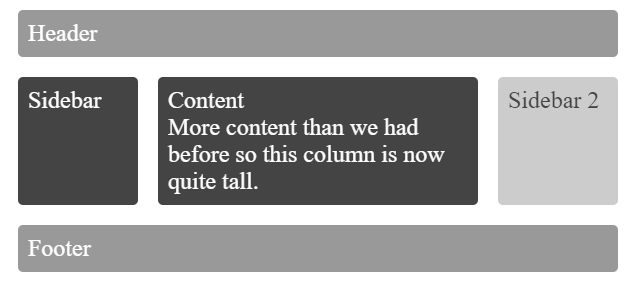 Header
Sidebar
Content
More content than we had
before so this column is now
quite tall.
Sidebar 2
Footer